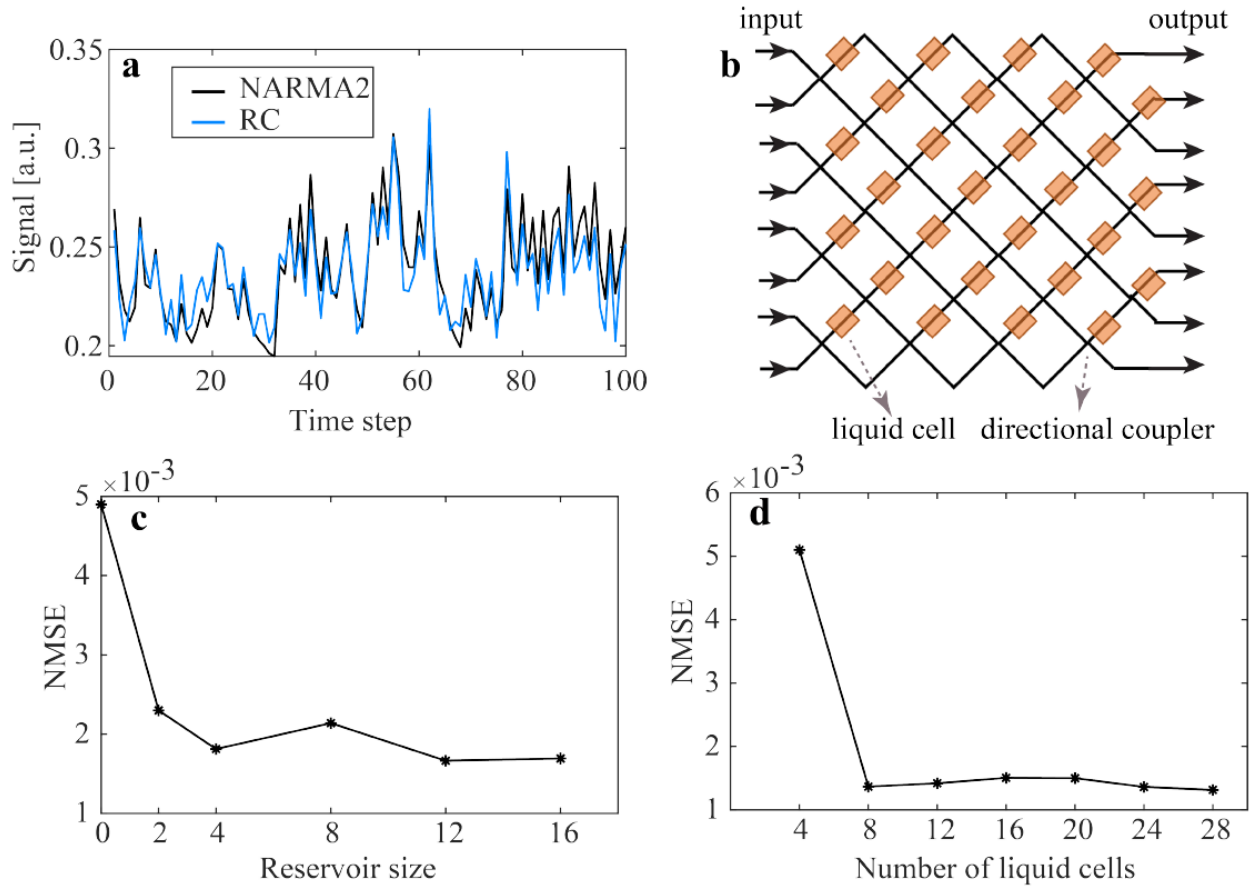 a
NARMA2
RC
0.35
0.3
0.25
0.2
Signal [a.u.]
0 20 40 60 80 100
Time step
input output
b
liquid cell directional coupler
×10⁻³
c
5
4
3
2
1
NMSE
0 2 4 8 12 16
Reservoir size
×10⁻³
d
6
5
4
3
2
1
NMSE
4 8 12 16 20 24 28
Number of liquid cells